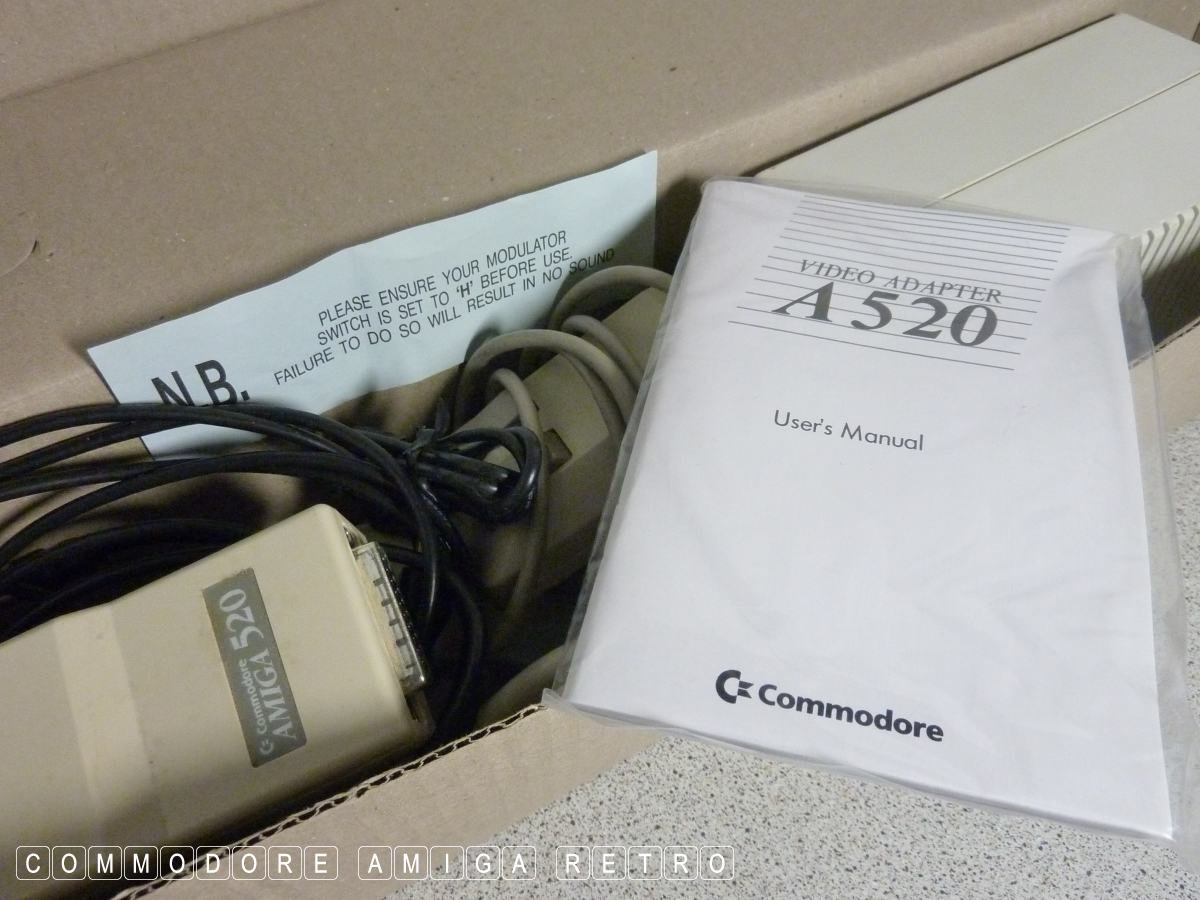 PLEASE ENSURE YOUR MODULATOR
SWITCH IS SET TO 'H' BEFORE USE.
FAILURE TO DO SO WILL RESULT IN NO SOUND
N.B.
VIDEO ADAPTER
A520
User's Manual
Commodore
Commodore
AMIGA 520
COMMODORE AMIGA RETRO